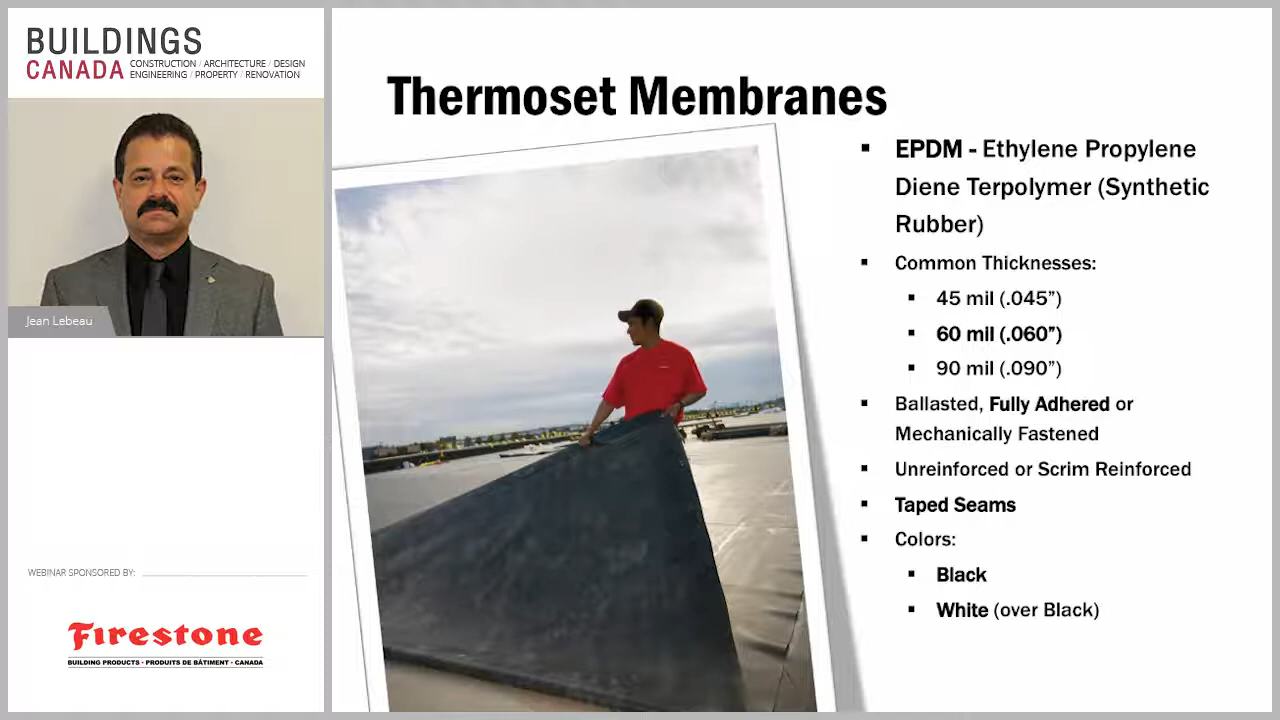 BUILDINGS
CANADA
CONSTRUCTION / ARCHITECTURE / DESIGN
ENGINEERING / PROPERTY / RENOVATION
Jean Lebeau
WEBINAR SPONSORED BY:
Firestone
BUILDING PRODUCTS • PRODUITS DE BÂTIMENT • CANADA
Thermoset Membranes
▪ EPDM - Ethylene Propylene
Diene Terpolymer (Synthetic
Rubber)
▪ Common Thicknesses:
▪ 45 mil (.045”)
▪ 60 mil (.060”)
▪ 90 mil (.090”)
▪ Ballasted, Fully Adhered or
Mechanically Fastened
▪ Unreinforced or Scrim Reinforced
▪ Taped Seams
▪ Colors:
▪ Black
▪ White (over Black)